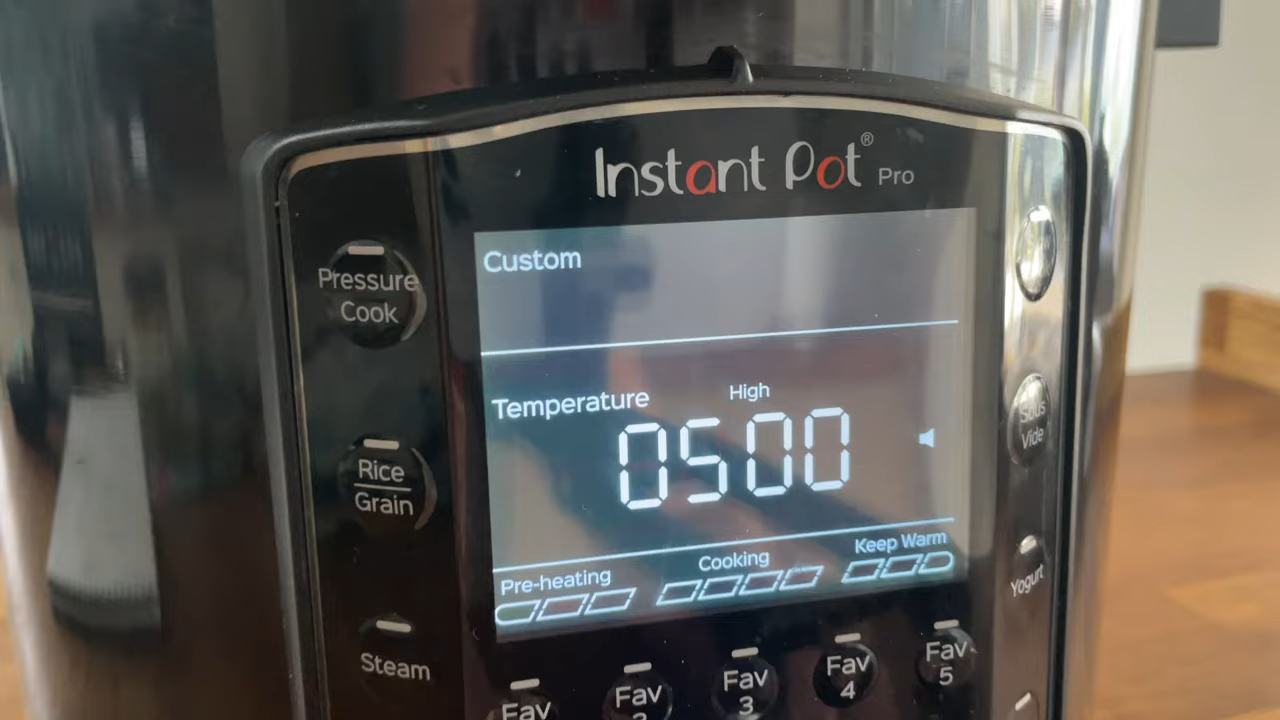 Instant Pot® Pro
Custom
Pressure
Cook
Temperature
High
0500
Rice
Grain
Sous
Vide
Pre-heating
Cooking
Keep Warm
Yogurt
Steam
Fav
Fav
Fav
3
Fav
4
Fav
5